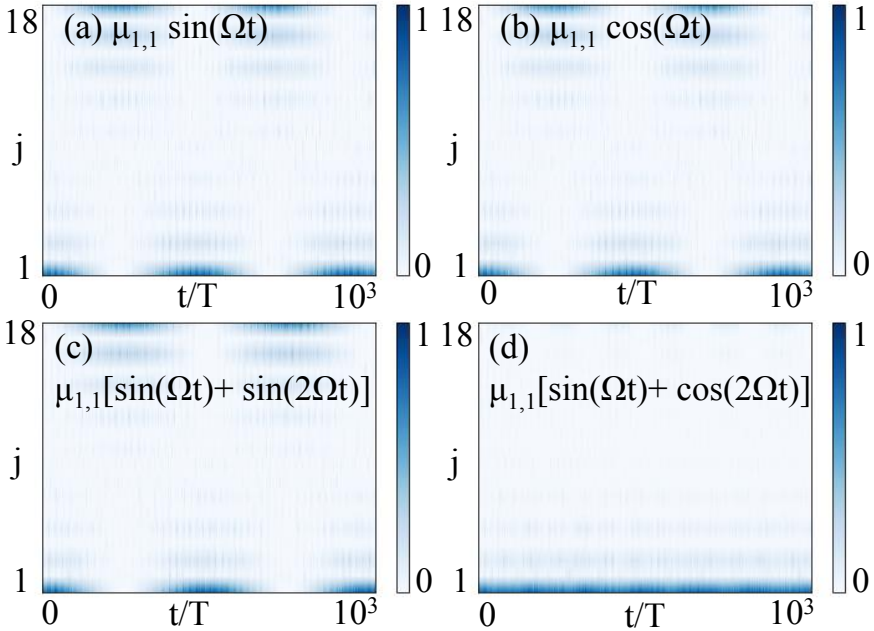 18 (a) μ1,1 sin(Ωt) 1
j
1 0
0 t/T 10³
18 (b) μ1,1 cos(Ωt) 1
j
1 0
0 t/T 10³
18 (c) 1
μ1,1[sin(Ωt)+ sin(2Ωt)]
j
1 0
0 t/T 10³
18 (d) 1
μ1,1[sin(Ωt)+ cos(2Ωt)]
j
1 0
0 t/T 10³